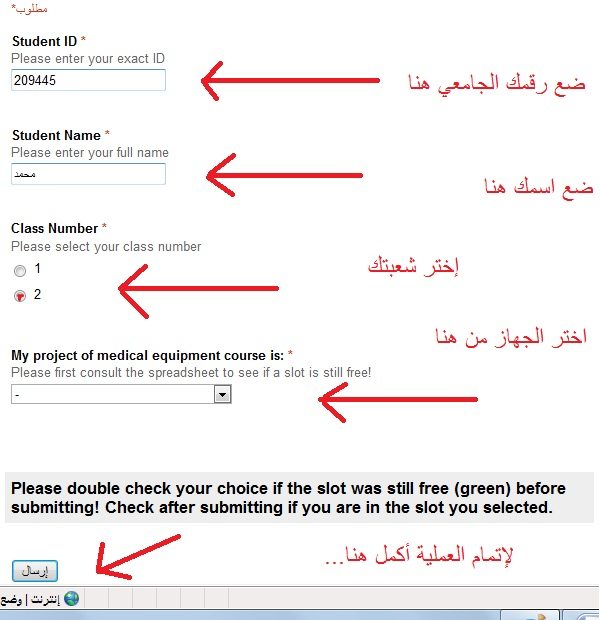 مطلوب*
Student ID *
Please enter your exact ID
209445
ضع رقمك الجامعي هنا
Student Name *
Please enter your full name
محمد
ضع اسمك هنا
Class Number *
Please select your class number
1
إختر شعبتك
2
اختر الجهاز من هنا
My project of medical equipment course is: *
Please first consult the spreadsheet to see if a slot is still free!
-
Please double check your choice if the slot was still free (green) before
submitting! Check after submitting if you are in the slot you selected.
لإتمام العملية أكمل هنا...
إرسال
إنترنت | وضع